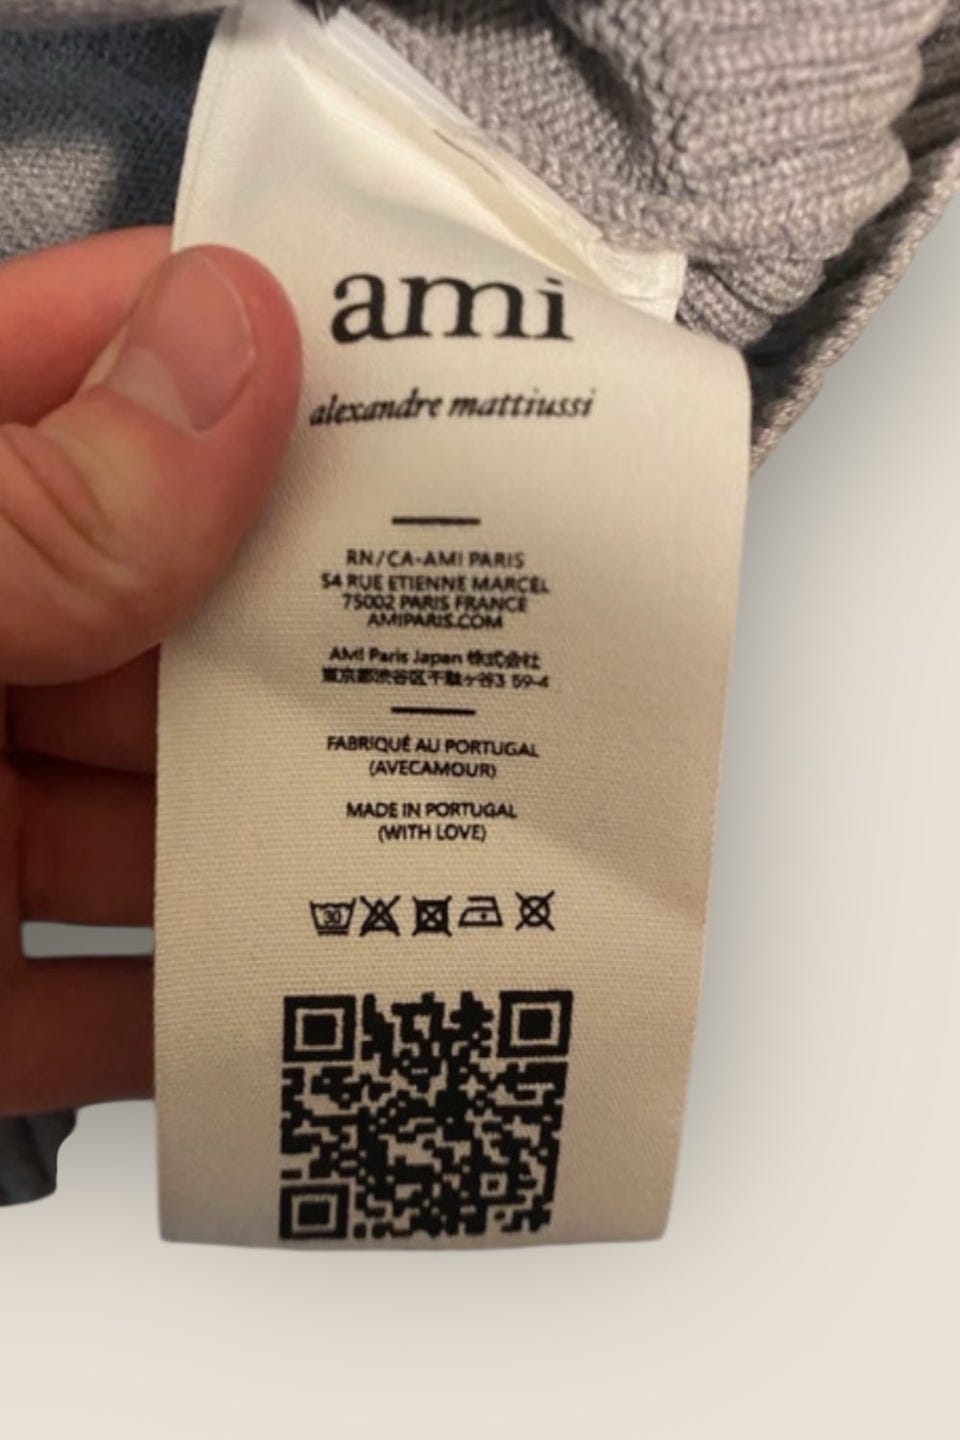 ami
alexandre mattiussi
RN/CA-AMI PARIS
54 RUE ETIENNE MARCEL
75002 PARIS FRANCE
AMIPARIS.COM
AMI Paris Japan 株式会社
東京都渋谷区千駄ヶ谷3 59-4
FABRIQUÉ AU PORTUGAL
(AVECAMOUR)
MADE IN PORTUGAL
(WITH LOVE)
30